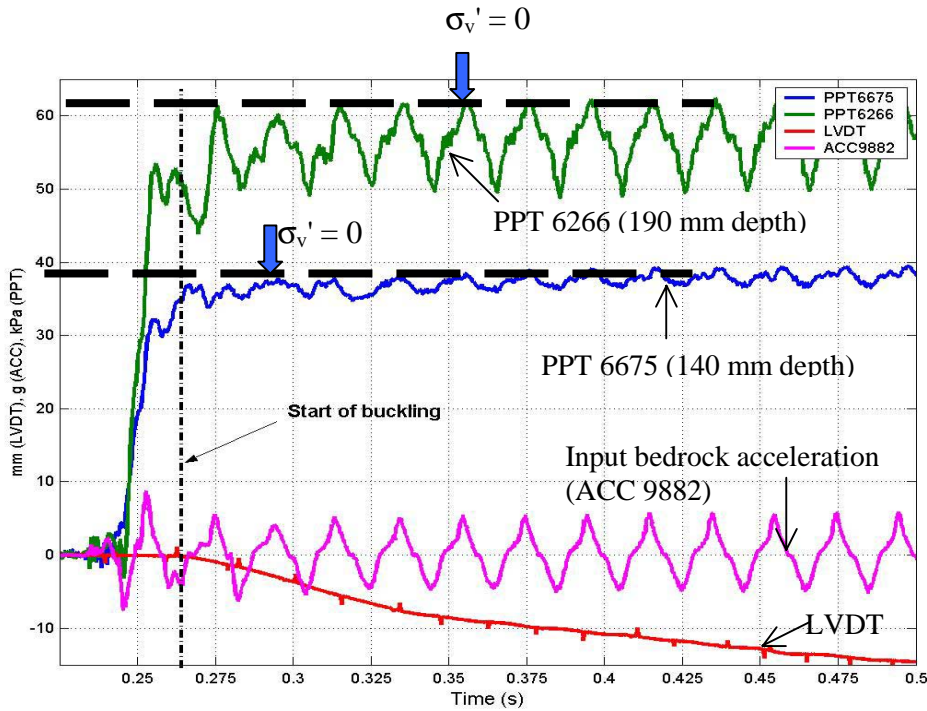 σv' = 0
60
50
40
30
20
10
0
-10
mm (LVDT), g (ACC), kPa (PPT)
PPT6675
PPT6266
LVDT
ACC9882
PPT 6266 (190 mm depth)
σv' = 0
PPT 6675 (140 mm depth)
Start of buckling
Input bedrock acceleration
(ACC 9882)
LVDT
0.25 0.275 0.3 0.325 0.35 0.375 0.4 0.425 0.45 0.475 0.5
Time (s)